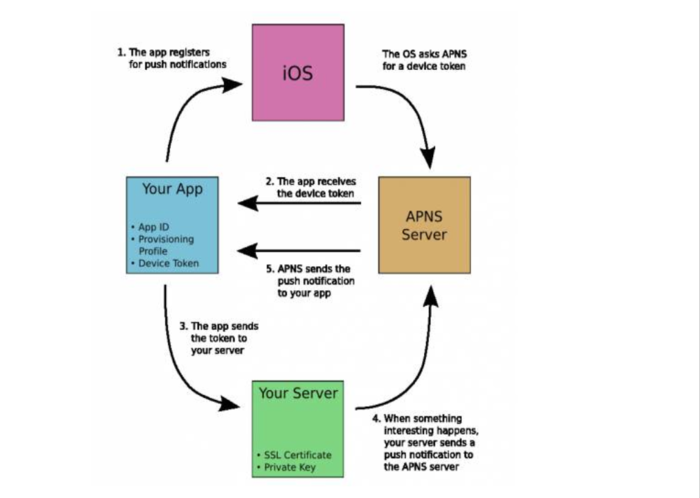 1. The app registers
for push notifications
iOS
The OS asks APNS
for a device token
Your App
• App ID
• Provisioning
Profile
• Device Token
2. The app receives
the device token
APNS
Server
5. APNS sends the
push notification
to your app
3. The app sends
the token to
your server
Your Server
• SSL Certificate
• Private Key
4. When something
interesting happens,
your server sends a
push notification to
the APNS server